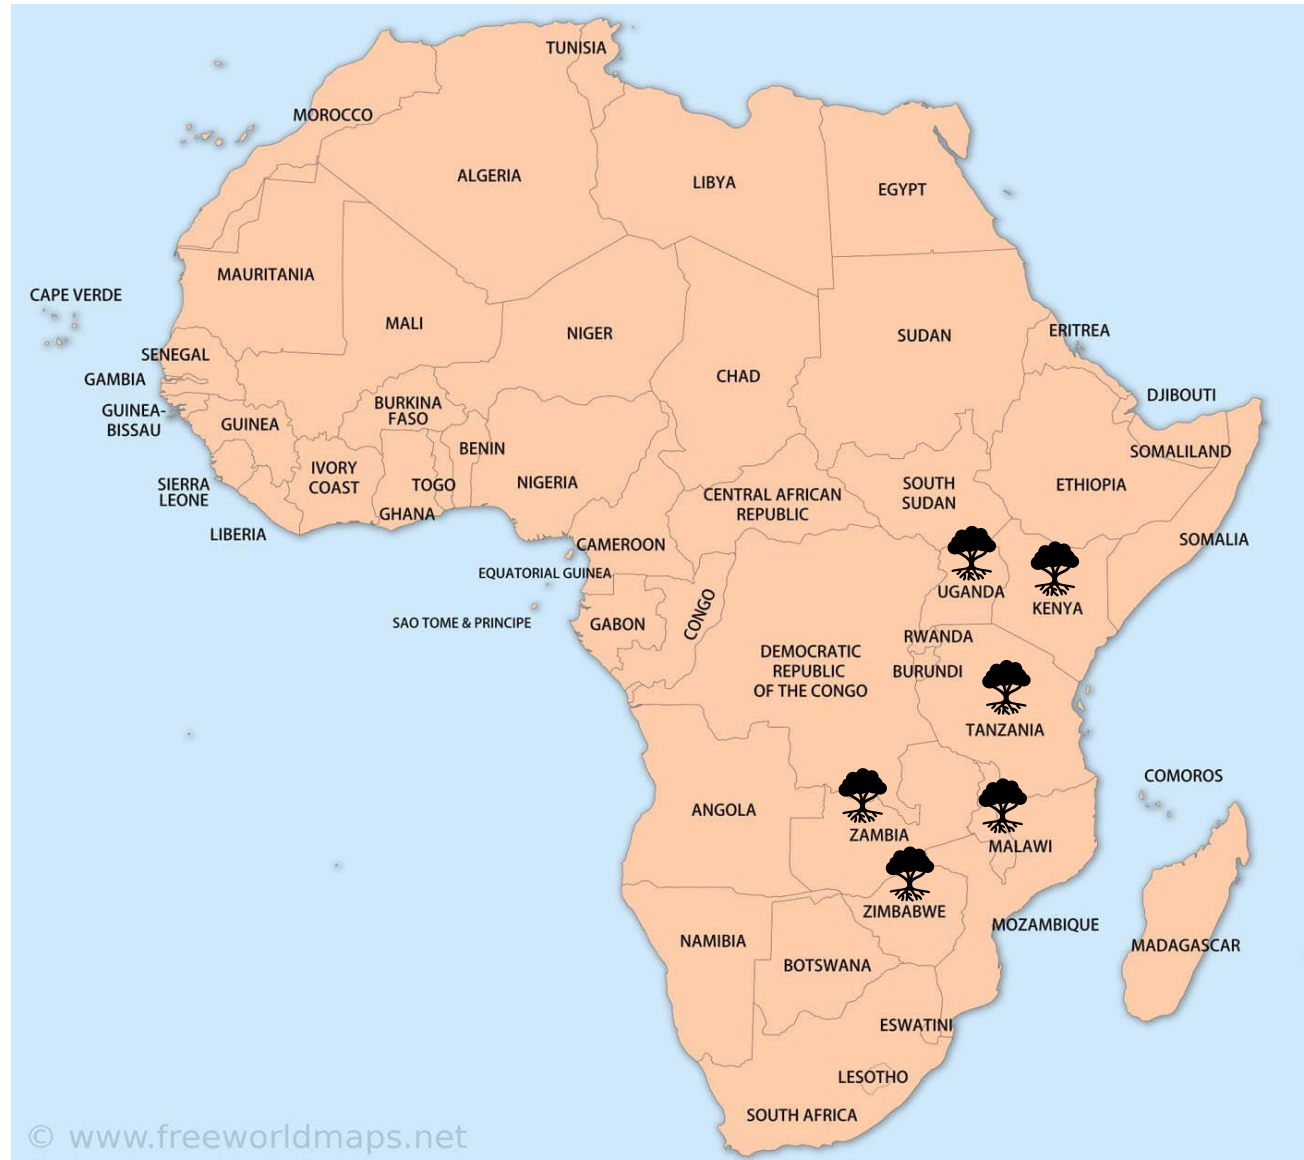 TUNISIA
MOROCCO
ALGERIA
LIBYA
EGYPT
MAURITANIA
CAPE VERDE
MALI
NIGER
SUDAN
ERITREA
SENEGAL
CHAD
GAMBIA
DJIBOUTI
GUINEA-
BISSAU
BURKINA
FASO
GUINEA
BENIN
SOMALILAND
IVORY
COAST
TOGO
NIGERIA
SIERRA
LEONE
GHANA
CENTRAL AFRICAN
REPUBLIC
SOUTH
SUDAN
ETHIOPIA
LIBERIA
CAMEROON
SOMALIA
EQUATORIAL GUINEA
UGANDA
KENYA
SAO TOME & PRINCIPE
GABON
CONGO
RWANDA
DEMOCRATIC
REPUBLIC
OF THE CONGO
BURUNDI
TANZANIA
COMOROS
ANGOLA
ZAMBIA
MALAWI
ZIMBABWE
MOZAMBIQUE
NAMIBIA
MADAGASCAR
BOTSWANA
ESWATINI
LESOTHO
SOUTH AFRICA
© www.freeworldmaps.net